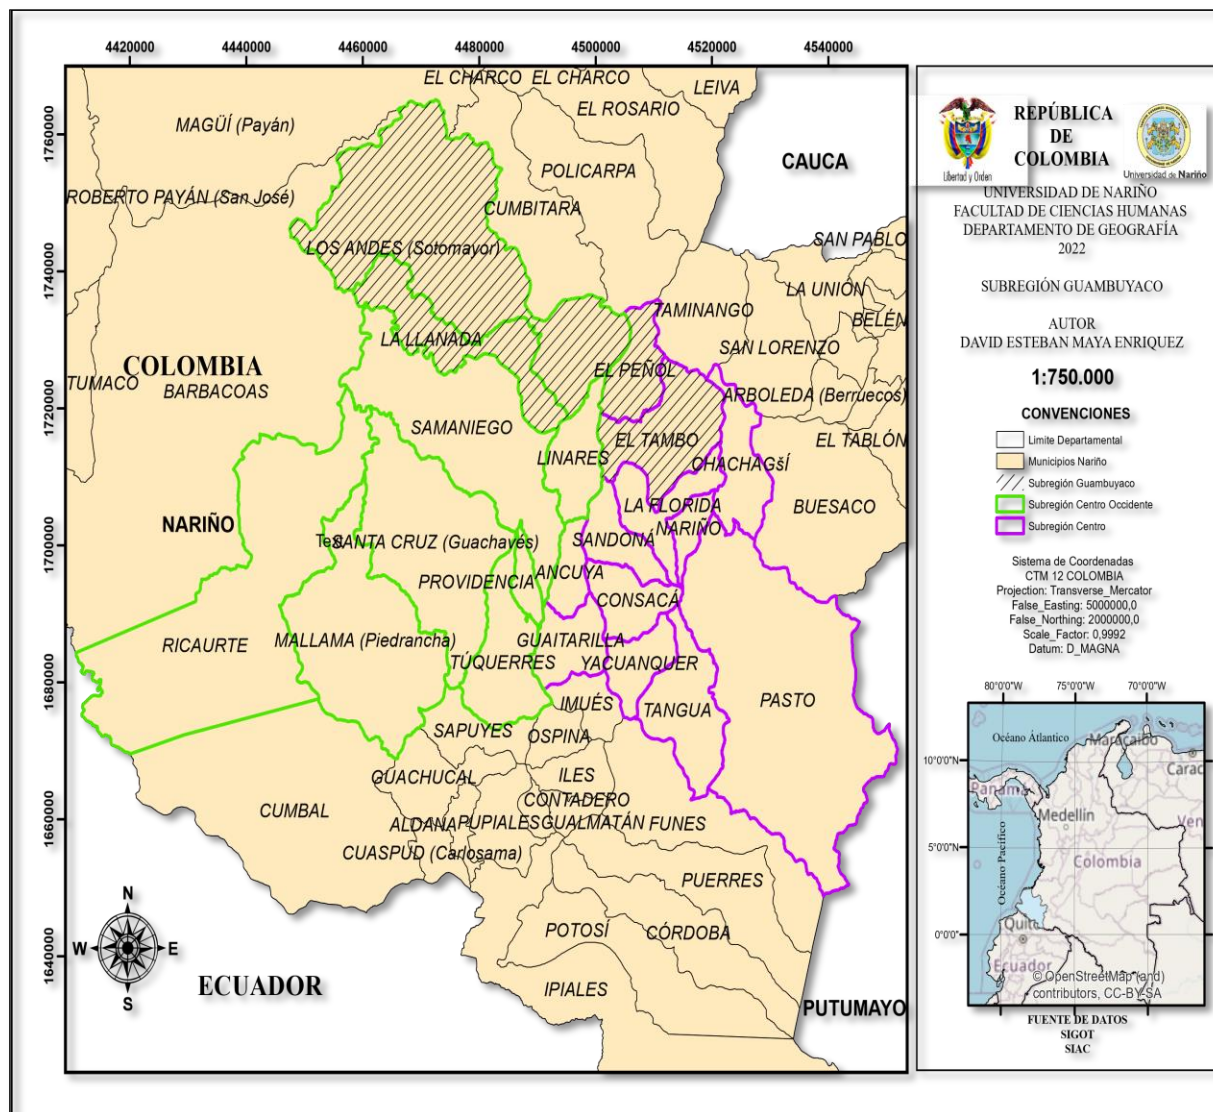 4420000 4440000 4460000 4480000 4500000 4520000 4540000
1760000
1740000
1720000
1700000
1680000
1660000
1640000
EL CHARCO
EL CHARCO
LEIVA
EL ROSARIO
MAGÜÍ (Payán)
CAUCA
POLICARPA
ROBERTO PAYÁN (San José)
CUMBITARA
SAN PABLO
LOS ANDES (Sotomayor)
LA UNIÓN
TAMINANGO
BELÉN
LA LLANADA
SAN LORENZO
COLOMBIA
EL PEÑOL
TUMACO
BARBACOAS
ARBOLEDA (Berruecos)
SAMANIEGO
EL TAMBO
EL TABLÓN
LINARES
CHACHAGšÍ
LA FLORIDA
BUESACO
NARIÑO
NARIÑO
Tex
SANTA CRUZ (Guachavés)
SANDONÁ
ANCUYA
PROVIDENCIA
CONSACÁ
RICAURTE
MALLAMA (Piedrancha)
GUAITARILLA
TÚQUERRES
YACUANQUER
PASTO
IMUÉS
TANGUA
SAPUYES
OSPINA
GUACHUCAL
ILES
CUMBAL
CONTADERO
ALDANA
PUPIALES
GUALMATÁN
FUNES
CUASPUD (Carlosama)
PUERRES
POTOSÍ
CÓRDOBA
IPIALES
ECUADOR
PUTUMAYO
N
W E
S
REPÚBLICA
DE
COLOMBIA
Libertad y Orden
Universidad de Nariño
UNIVERSIDAD DE NARIÑO
FACULTAD DE CIENCIAS HUMANAS
DEPARTAMENTO DE GEOGRAFÍA
2022
SUBREGIÓN GUAMBUYACO
AUTOR
DAVID ESTEBAN MAYA ENRIQUEZ
1:750.000
CONVENCIONES
Limite Departamental
Municipios Nariño
Subregión Guambuyaco
Subregión Centro Occidente
Subregión Centro
Sistema de Coordenadas
CTM 12 COLOMBIA
Projection: Transverse_Mercator
False_Easting: 5000000,0
False_Northing: 2000000,0
Scale_Factor: 0,9992
Datum: D_MAGNA
80°0'0"W 75°0'0"W 70°0'0"W
10°0'0"N
5°0'0"N
0°0'0"
Océano Átlantico
Maracaibo
Carac
Panamá
Medellín
Ven
Océano Pacífico
Colombia
Quito
Ecuador
© OpenStreetMap (and)
contributors, CC-BY-SA
FUENTE DE DATOS
SIGOT
SIAC